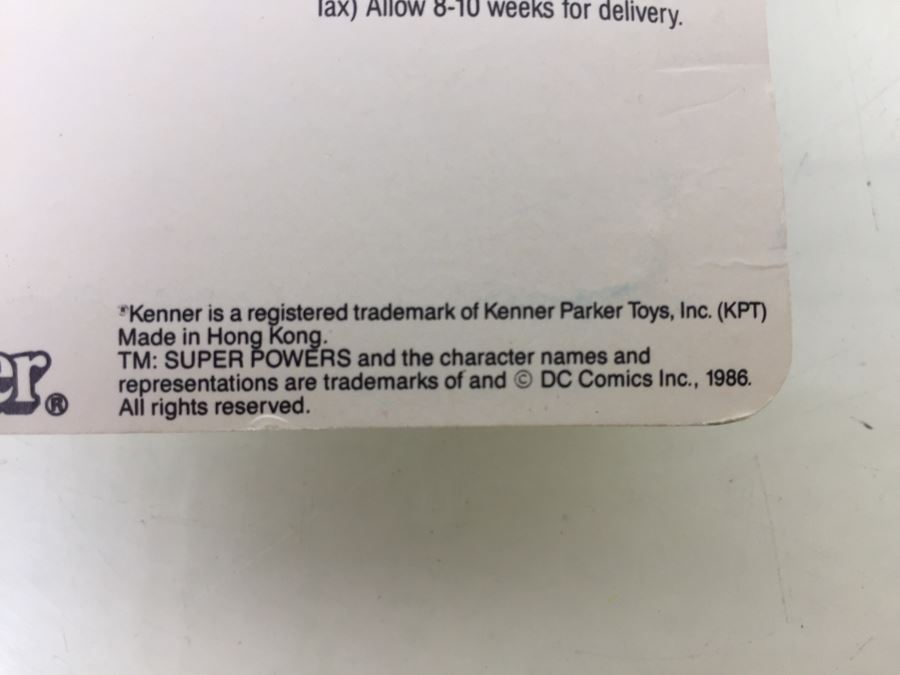 Tax) Allow 8-10 weeks for delivery.
®Kenner is a registered trademark of Kenner Parker Toys, Inc. (KPT)
Made in Hong Kong.
TM: SUPER POWERS and the character names and
representations are trademarks of and © DC Comics Inc., 1986.
All rights reserved.
er®